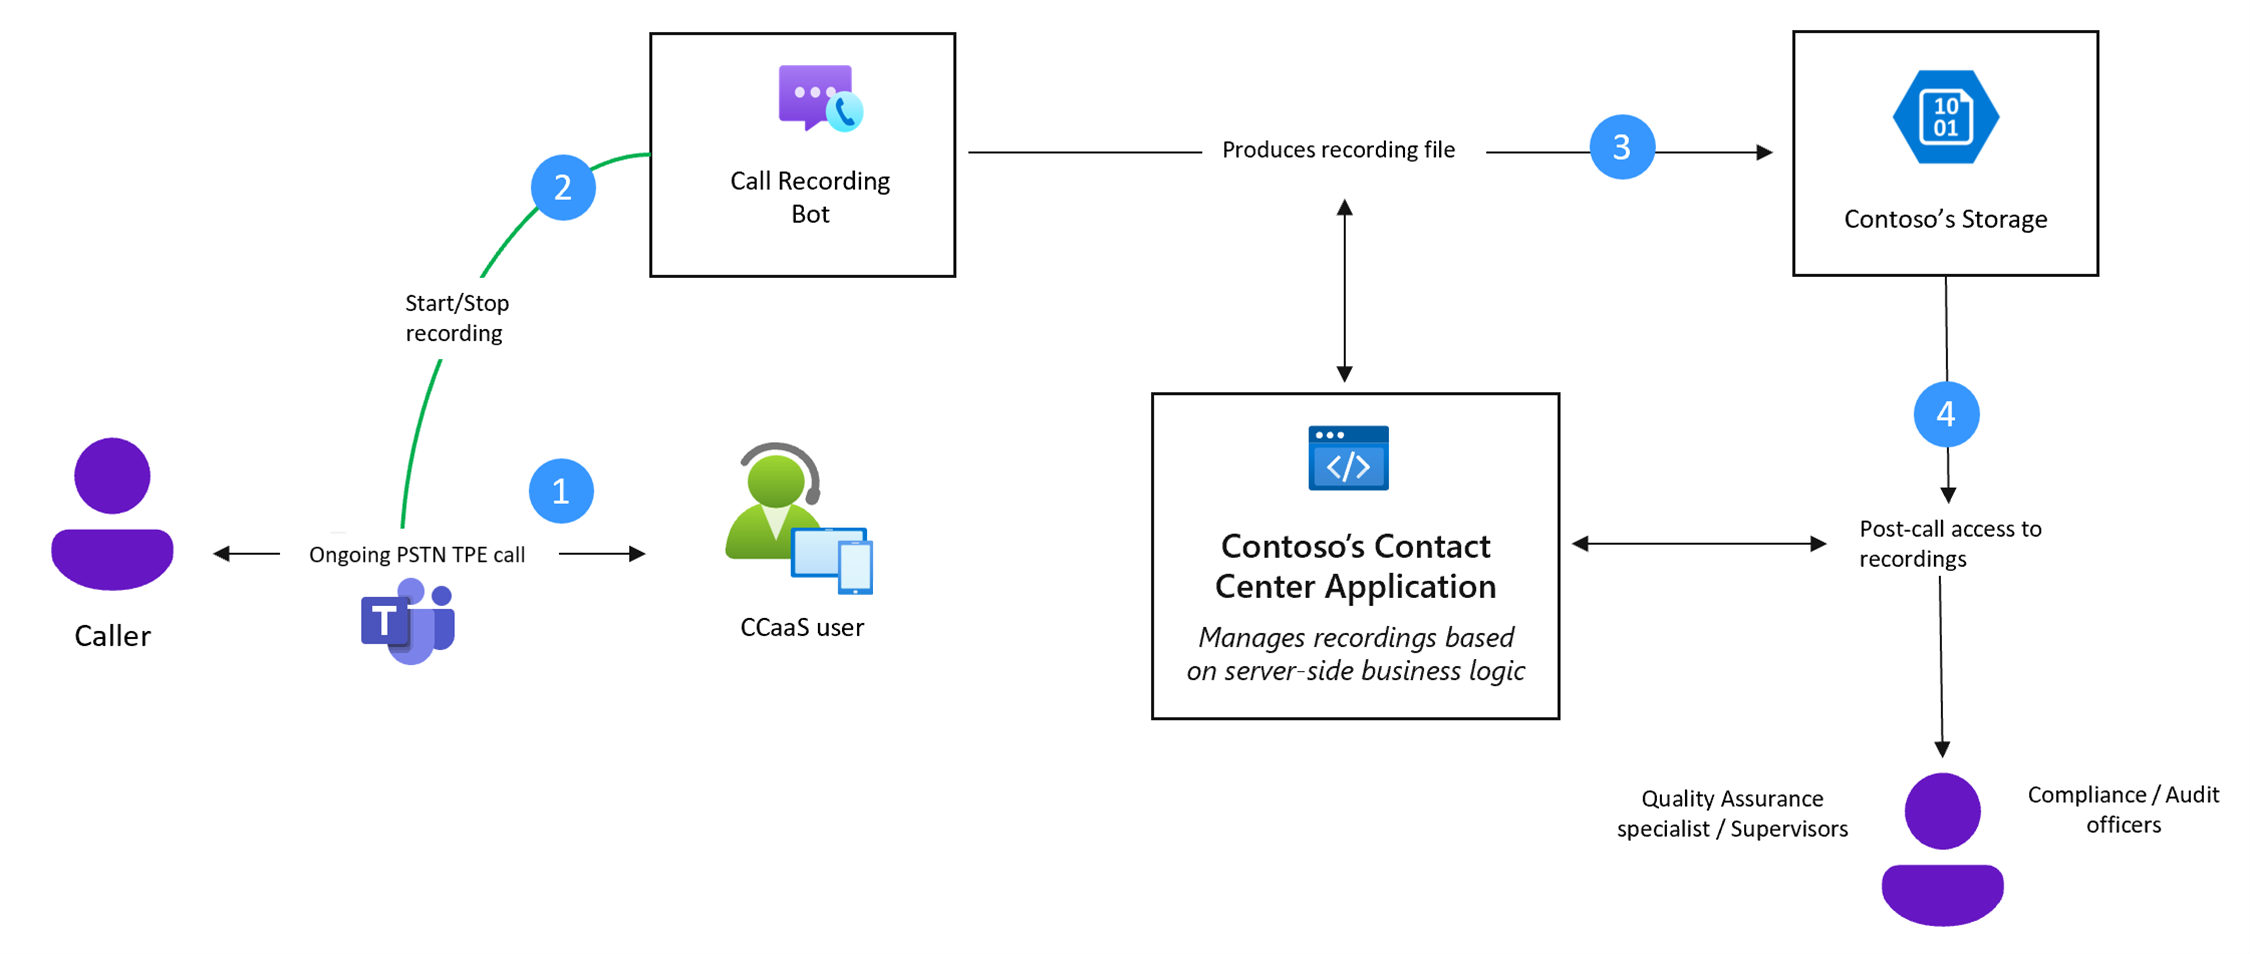 Call Recording
Bot
2
Start/Stop
recording
Produces recording file
3
10
01
Contoso's Storage
4
Caller
1
Ongoing PSTN TPE call
T
CCaaS user
</>
Contoso's Contact
Center Application
Manages recordings based
on server-side business logic
Post-call access to
recordings
Quality Assurance
specialist / Supervisors
Compliance / Audit
officers